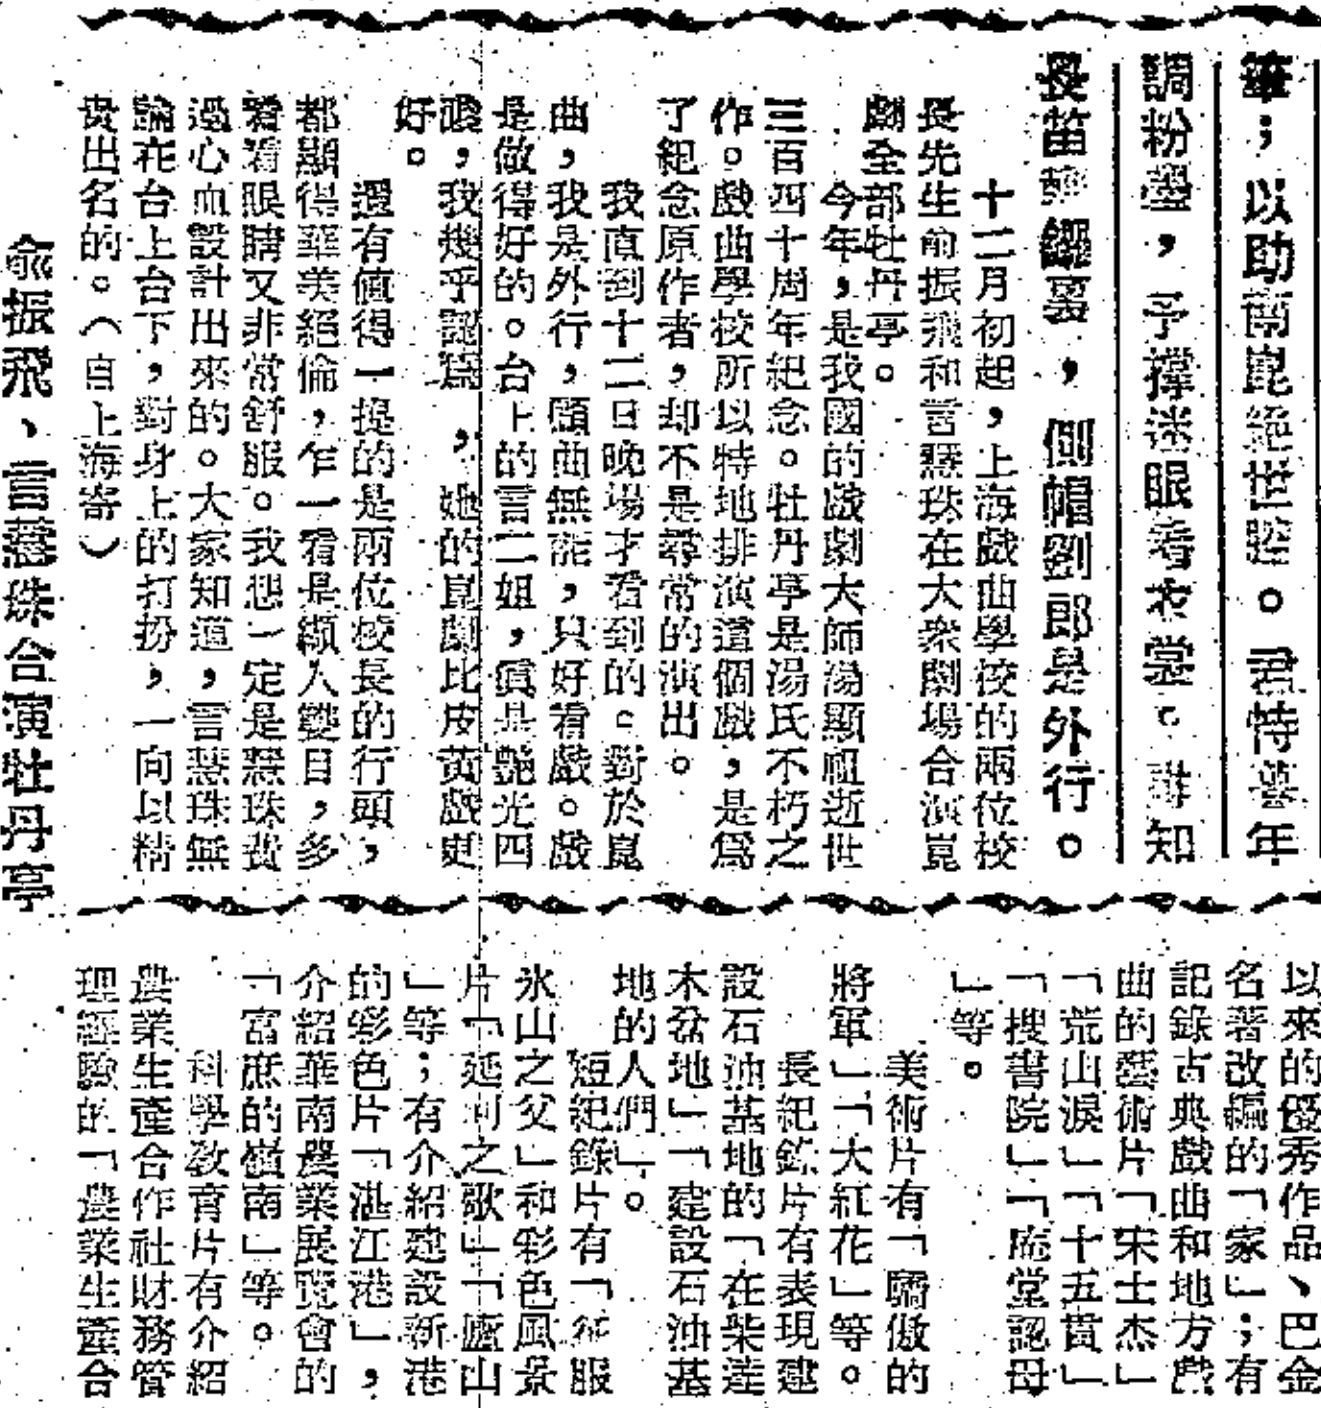 筆；以助南崑絶世腔。君恃暮年
調粉墨，予撐迷眼看衣裳。誰知
長笛 鑼裏，側帽劉郎是外行。
十二月初起，上海戲曲學校的兩位校
長先生俞振飛和言慧珠在大衆劇場合演崑
劇全部牡丹亭。
今年，是我國的戲劇大師湯顯祖逝世
三百四十周年紀念。牡丹亭是湯氏不朽之
作。戲曲學校所以特地排演這個戲，是爲
了紀念原作者，却不是尋常的演出。
我直到十二日晚場才看到的。對於崑
曲，我是外行，顧曲無能，只好看戲。戲
是做得好的。台上的言二姐，眞是艷光四
，我幾乎認爲，她的崑劇比皮黄戲更
好。
還有値得一提的是兩位校長的行頭，
都顯得華美絕倫，乍一看是纈人雙目，多
看看眼睛又非常舒服。我想一定是慧珠費
過心血設計出來的。大家知道，言慧珠無
論在台上台下，對身上的打扮，一向以精
貴出名的。（自上海寄）
俞振飛、言慧珠合演牡丹亭
以來的優秀作品、巴金
名著改編的「家」；有
記錄古典戲曲和地方戲
曲的藝術片「宋士杰」
「荒山淚」「十五貫」
「搜書院」「庵堂認母
」等。
美術片有「驕傲的
將軍」「大紅花」等。
長紀錄片有表現建
設石油基地的「在柴達
木盆地」「建設石油基
地的人們」。
短紀錄片有「征服
氷山之父」和彩色風景
片「延河之歌」「廬山
」等；有介紹建設新港
的彩色片「湛江港」，
介紹華南農業展覽會的
「富庶的嶺南」等。
科學敎育片有介紹
農業生產合作社財務管
理經驗的「農業生產合